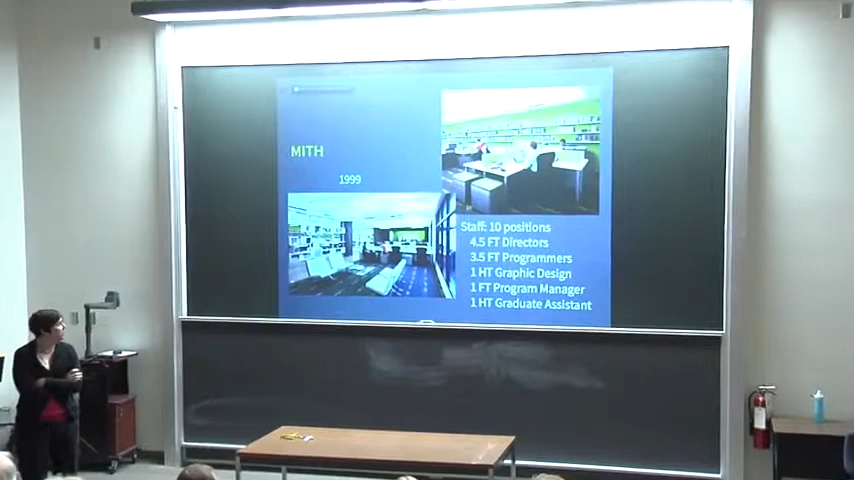 MITH
1999
Staff: 10 positions
4.5 FT Directors
3.5 FT Programmers
1 HT Graphic Design
1 FT Program Manager
1 HT Graduate Assistant